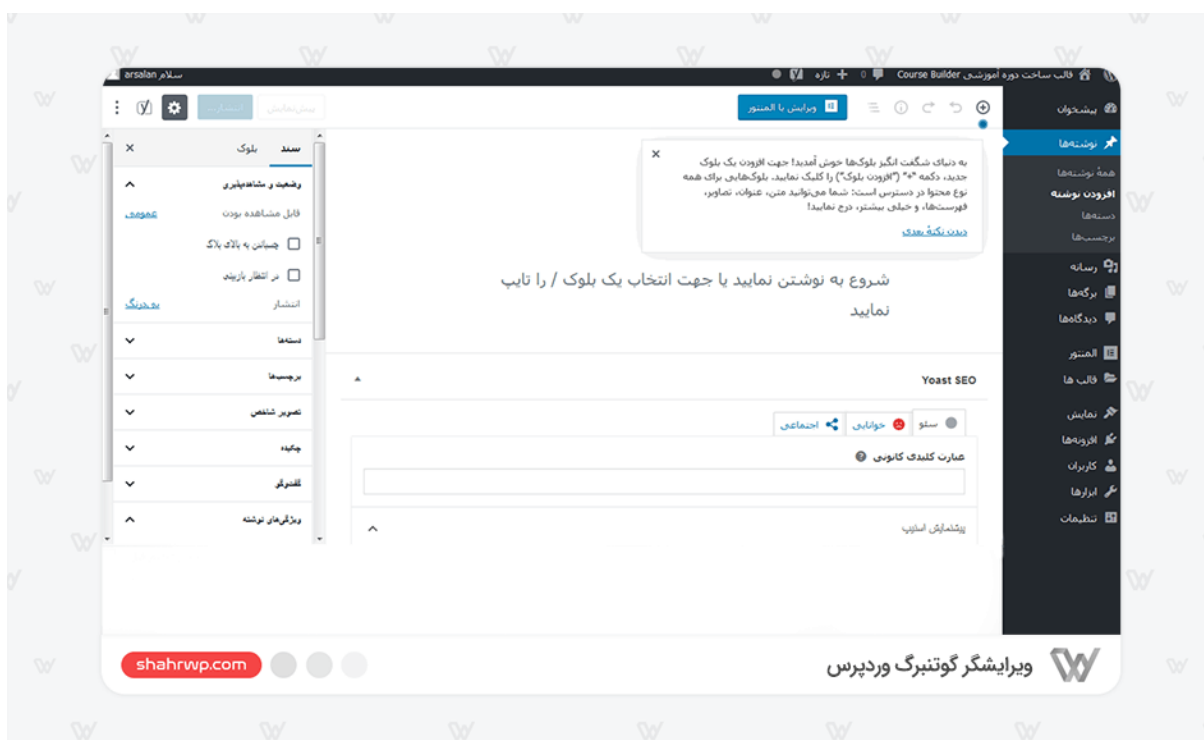 قالب ساخت دوره آموزشی Course Builder
0
تازه
سلام arsalan
پیشخوان
نوشته‌ها
همهٔ نوشته‌ها
افزودن نوشته
دسته‌ها
برچسب‌ها
رسانه
برگه‌ها
دیدگاه‌ها
المنتور
قالب ها
نمایش
افزونه‌ها
کاربران
ابزارها
تنظیمات
ویرایش با المنتور
پیش‌نمایش
انتشار...
به دنیای شگفت انگیز بلوک‌ها خوش آمدید! جهت افزودن یک بلوک
جدید، دکمه "+" ("افزودن بلوک") را کلیک نمایید. بلوک‌هایی برای همه
نوع محتوا در دسترس است: شما می‌توانید متن، عنوان، تصاویر،
فهرست‌ها، و خیلی بیشتر، درج نمایید!
دیدن نکتهٔ بعدی
شروع به نوشتن نمایید یا جهت انتخاب یک بلوک / را تایپ
نمایید
Yoast SEO
سئو
خوانایی
اجتماعی
عبارت کلیدی کانونی
پیشنمایش اسنیپ
سند
بلوک
وضعیت و مشاهده‌پذیری
قابل مشاهده بودن
عمومی
چسباندن به بالای بلاگ
در انتظار بازبینی
انتشار
به‌درنگ
دسته‌ها
برچسب‌ها
تصویر شاخص
چکیده
گفت‌و‌گو
ویژگی‌های نوشته
ویرایشگر گوتنبرگ وردپرس
shahrwp.com